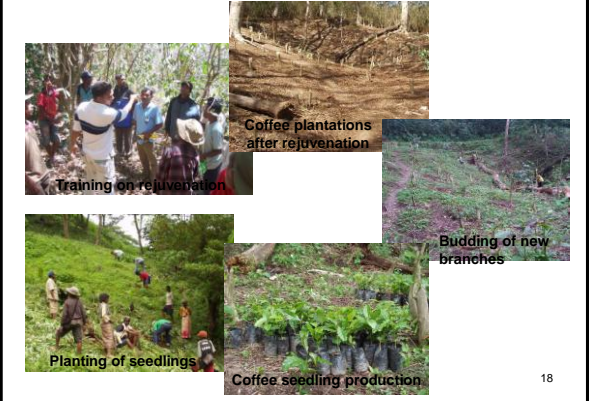 Coffee plantations
after rejuvenation
Training on rejuvenation
Budding of new
branches
Planting of seedlings
Coffee seedling production
18